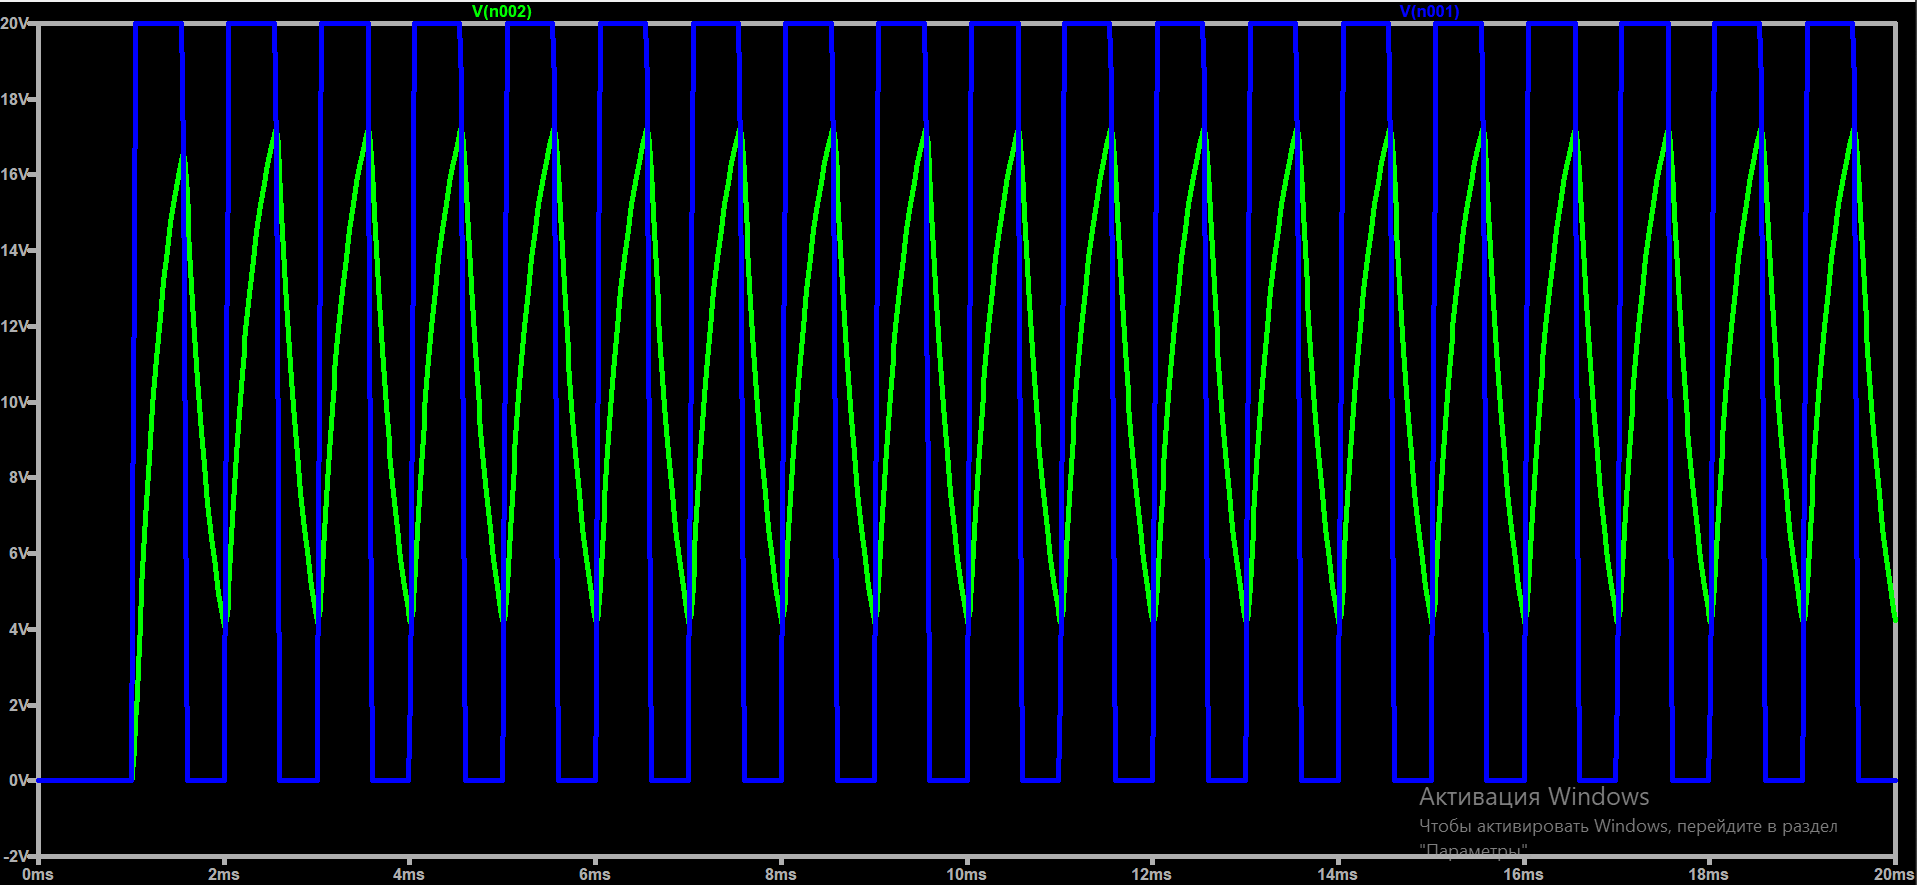 V(n002) V(n001)
20V
18V
16V
14V
12V
10V
8V
6V
4V
2V
0V
-2V
Активация Windows
Чтобы активировать Windows, перейдите в раздел
"Параметры"
0ms 2ms 4ms 6ms 8ms 10ms 12ms 14ms 16ms 18ms 20ms